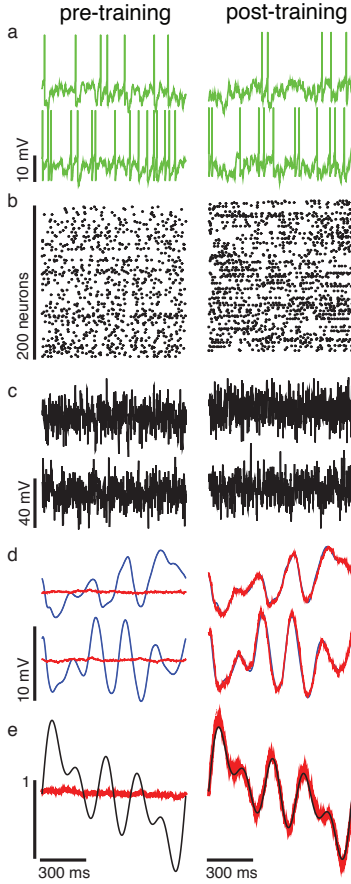 pre-training
post-training
a
10 mV
b
200 neurons
c
40 mV
d
10 mV
e
1
300 ms
300 ms